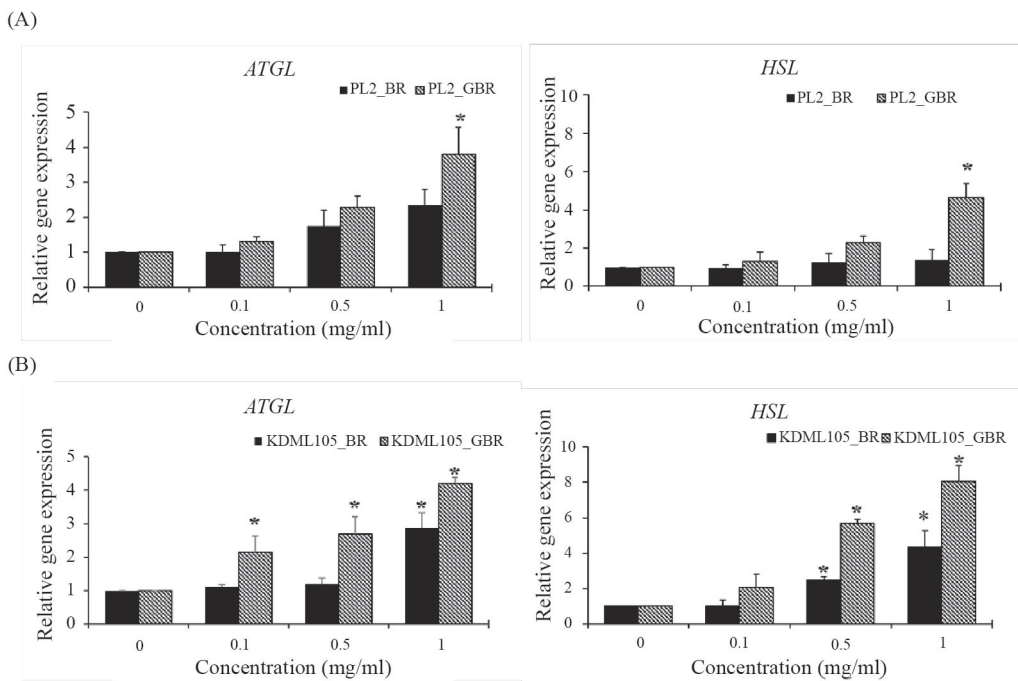 (A)
ATGL
PL2_BR PL2_GBR
Relative gene expression
5
4
3
2
1
0
*
0 0.1 0.5 1
Concentration (mg/ml)
HSL
PL2_BR PL2_GBR
Relative gene expression
10
8
6
4
2
0
*
0 0.1 0.5 1
Concentration (mg/ml)
(B)
ATGL
KDML105_BR KDML105_GBR
Relative gene expression
5
4
3
2
1
0
* * * *
0 0.1 0.5 1
Concentration (mg/ml)
HSL
KDML105_BR KDML105_GBR
Relative gene expression
10
8
6
4
2
0
* * * *
0 0.1 0.5 1
Concentration (mg/ml)